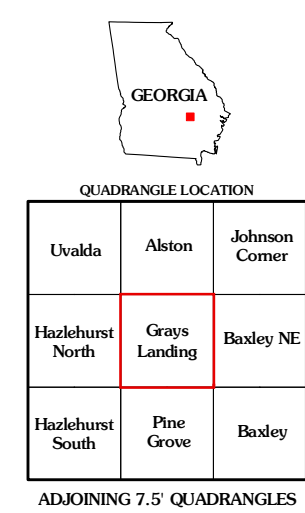 GEORGIA
QUADRANGLE LOCATION
Uvalda
Alston
Johnson
Corner
Hazlehurst
North
Grays
Landing
Baxley NE
Hazlehurst
South
Pine
Grove
Baxley
ADJOINING 7.5' QUADRANGLES